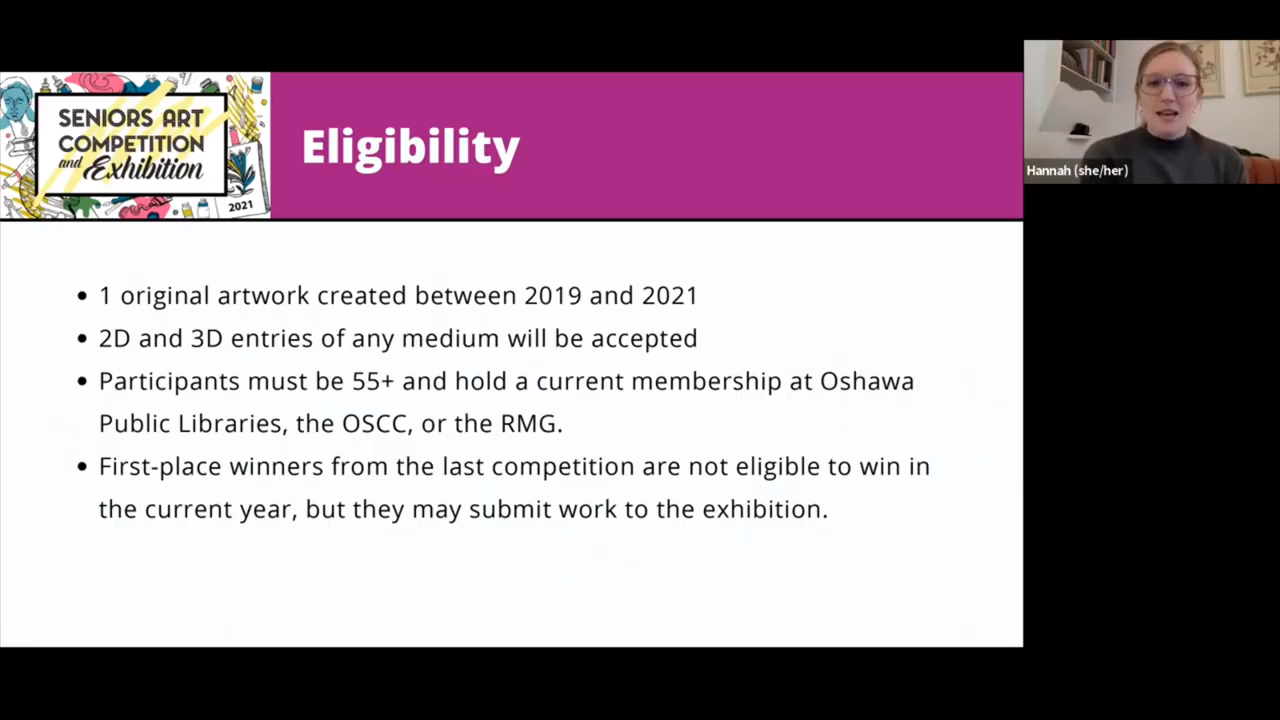 SENIORS ART
COMPETITION
and Exhibition
2021
Eligibility
Hannah (she/her)
• 1 original artwork created between 2019 and 2021
• 2D and 3D entries of any medium will be accepted
• Participants must be 55+ and hold a current membership at Oshawa
Public Libraries, the OSCC, or the RMG.
• First-place winners from the last competition are not eligible to win in
the current year, but they may submit work to the exhibition.